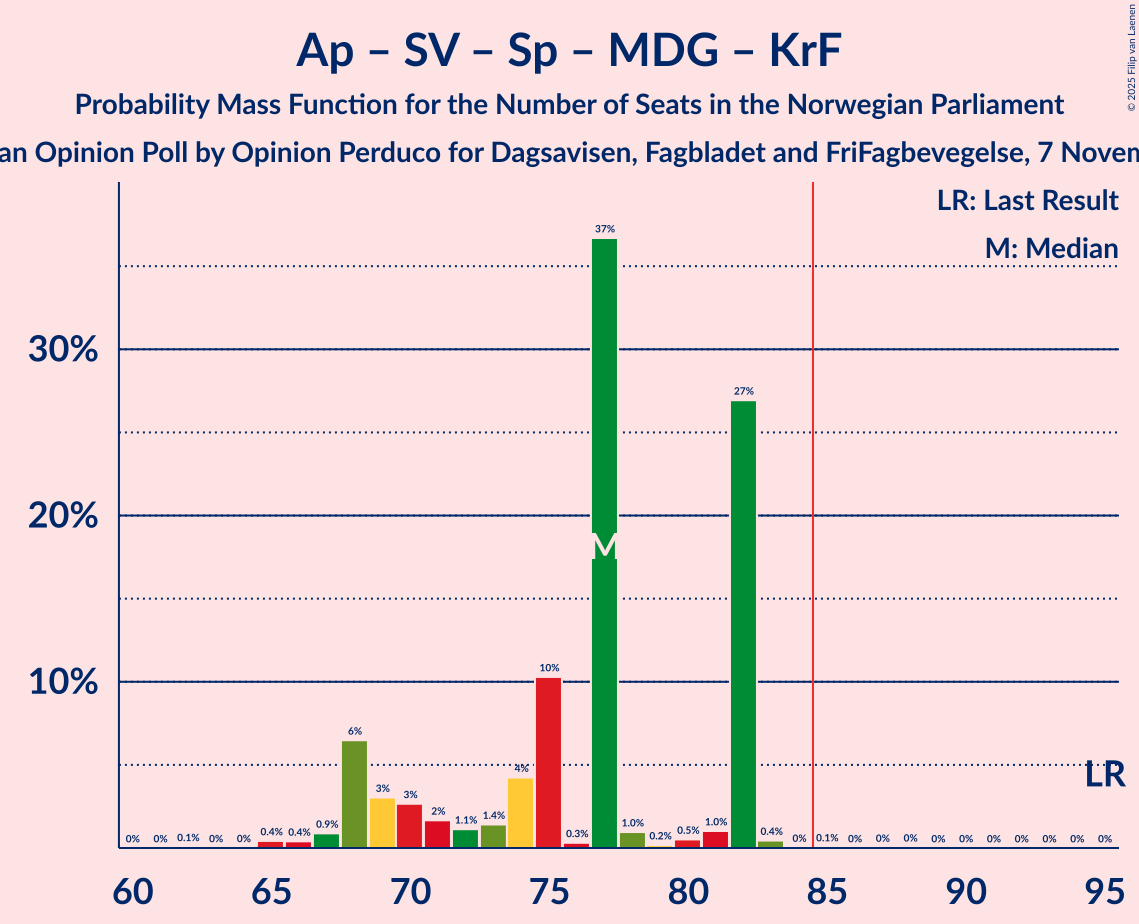 Ap – SV – Sp – MDG – KrF
© 2025 Filip van Laenen
Probability Mass Function for the Number of Seats in the Norwegian Parliament
an Opinion Poll by Opinion Perduco for Dagsavisen, Fagbladet and FriFagbevegelse, 7 Novem
LR: Last Result
M: Median
37%
30%
27%
20%
M
10%
10%
6%
4%
LR
3%
3%
2%
0% 0% 0.1% 0% 0% 0.4% 0.4% 0.9% 1.1% 1.4% 0.3% 1.0% 0.2% 0.5% 1.0% 0.4% 0% 0.1% 0% 0% 0% 0% 0% 0% 0% 0% 0% 0%
60 65 70 75 80 85 90 95